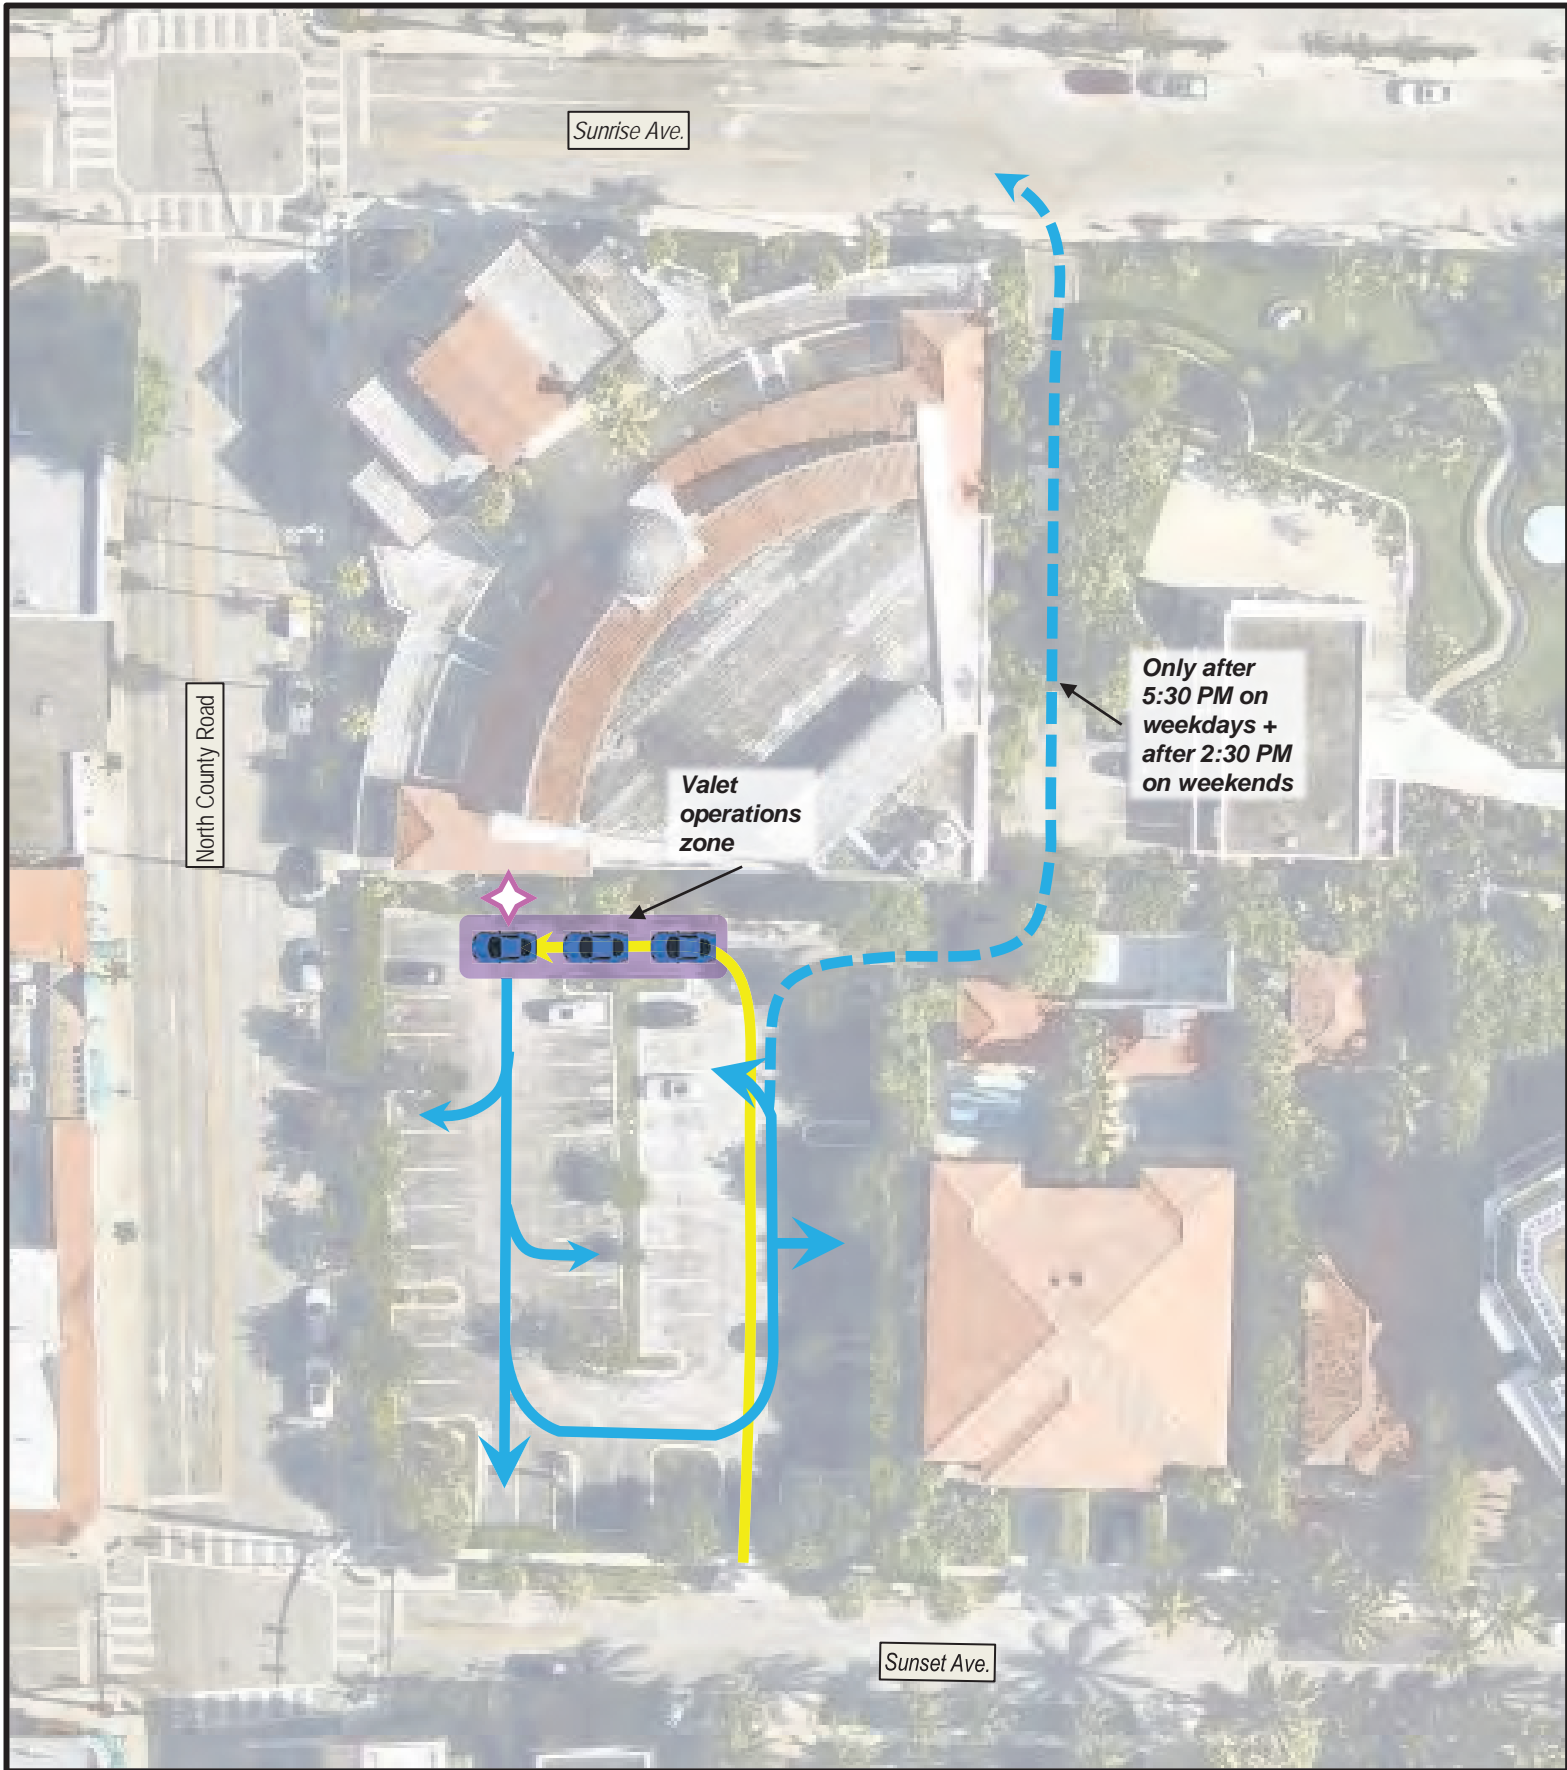 Sunrise Ave.
Only after
5:30 PM on
weekdays +
after 2:30 PM
on weekends
North County Road
Valet
operations
zone
Sunset Ave.